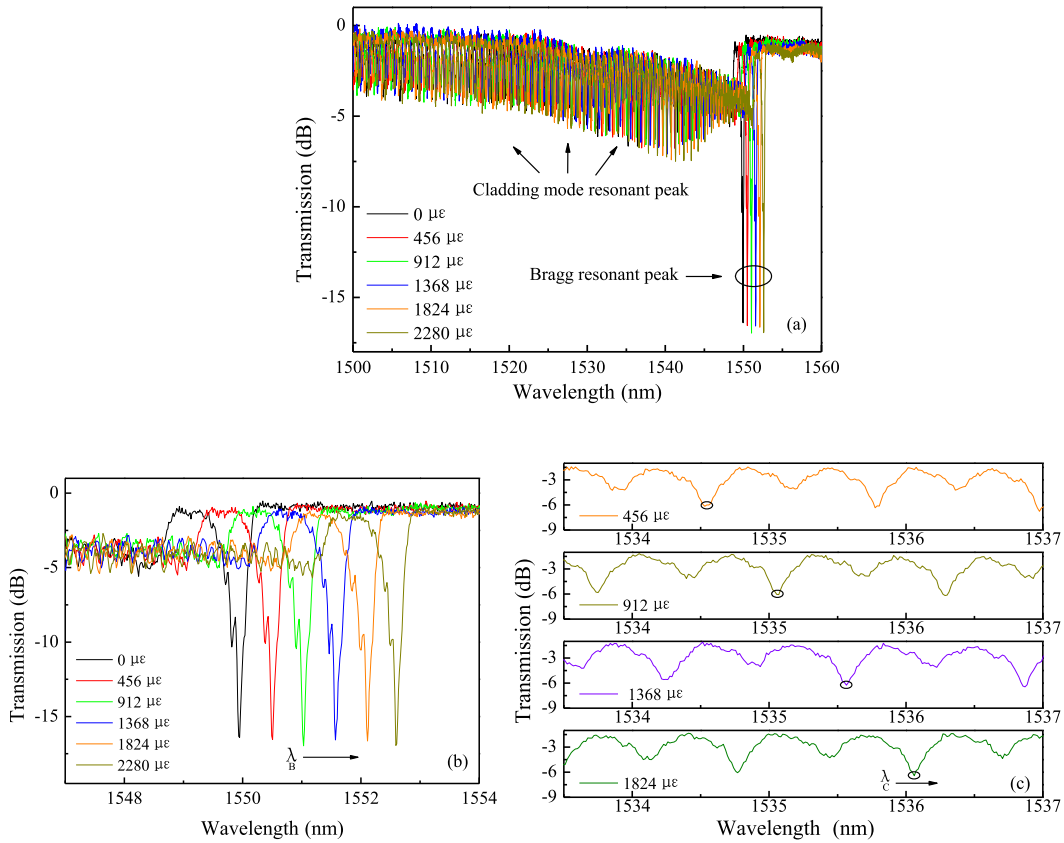 0
-5
-10
-15
Transmission (dB)
Cladding mode resonant peak
0 με
456 με
912 με
1368 με
1824 με
2280 με
Bragg resonant peak
(a)
1500 1510 1520 1530 1540 1550 1560
Wavelength (nm)
0
-5
-10
-15
Transmission (dB)
0 με
456 με
912 με
1368 με
1824 με
2280 με
λB
(b)
1548 1550 1552 1554
Wavelength (nm)
Transmission (dB)
-3
-6
-9
456 με
1534 1535 1536 1537
-3
-6
-9
912 με
1534 1535 1536 1537
-3
-6
-9
1368 με
1534 1535 1536 1537
-3
-6
-9
1824 με
λC
(c)
1534 1535 1536 1537
Wavelength (nm)